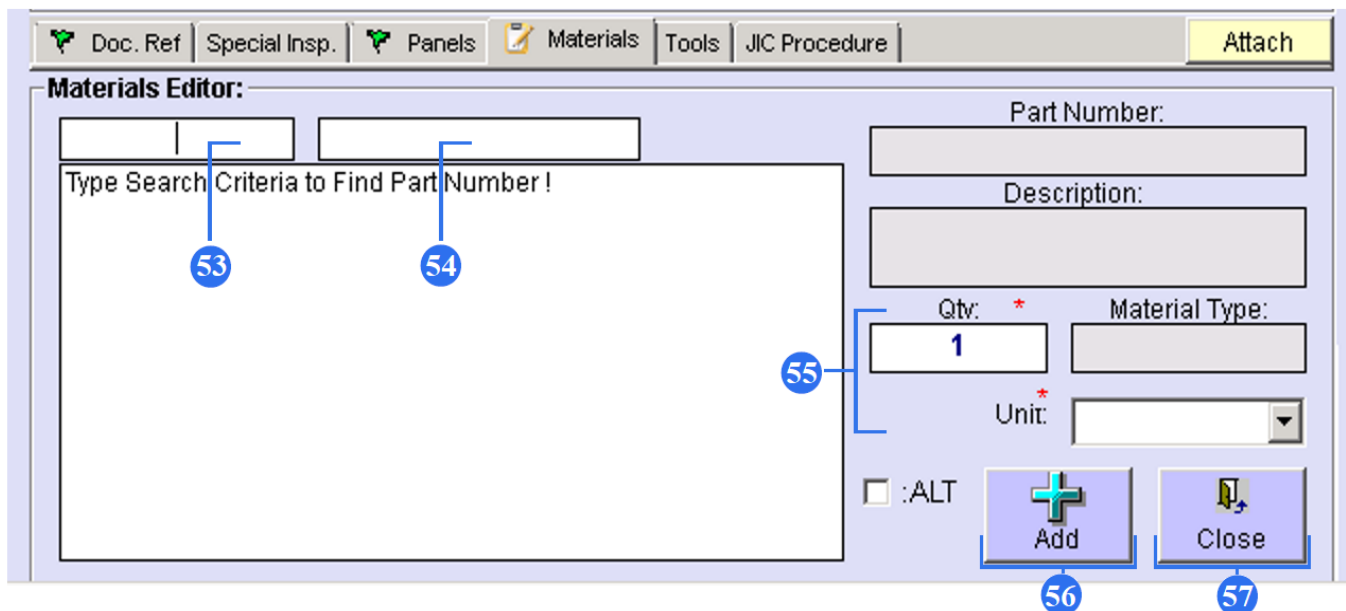 Doc. Ref Special Insp. Panels Materials Tools JIC Procedure Attach
Materials Editor:
Part Number:
Type Search Criteria to Find Part Number !
Description:
53 54
Qty: * Material Type:
1
55
* Unit:
:ALT
Add Close
56 57